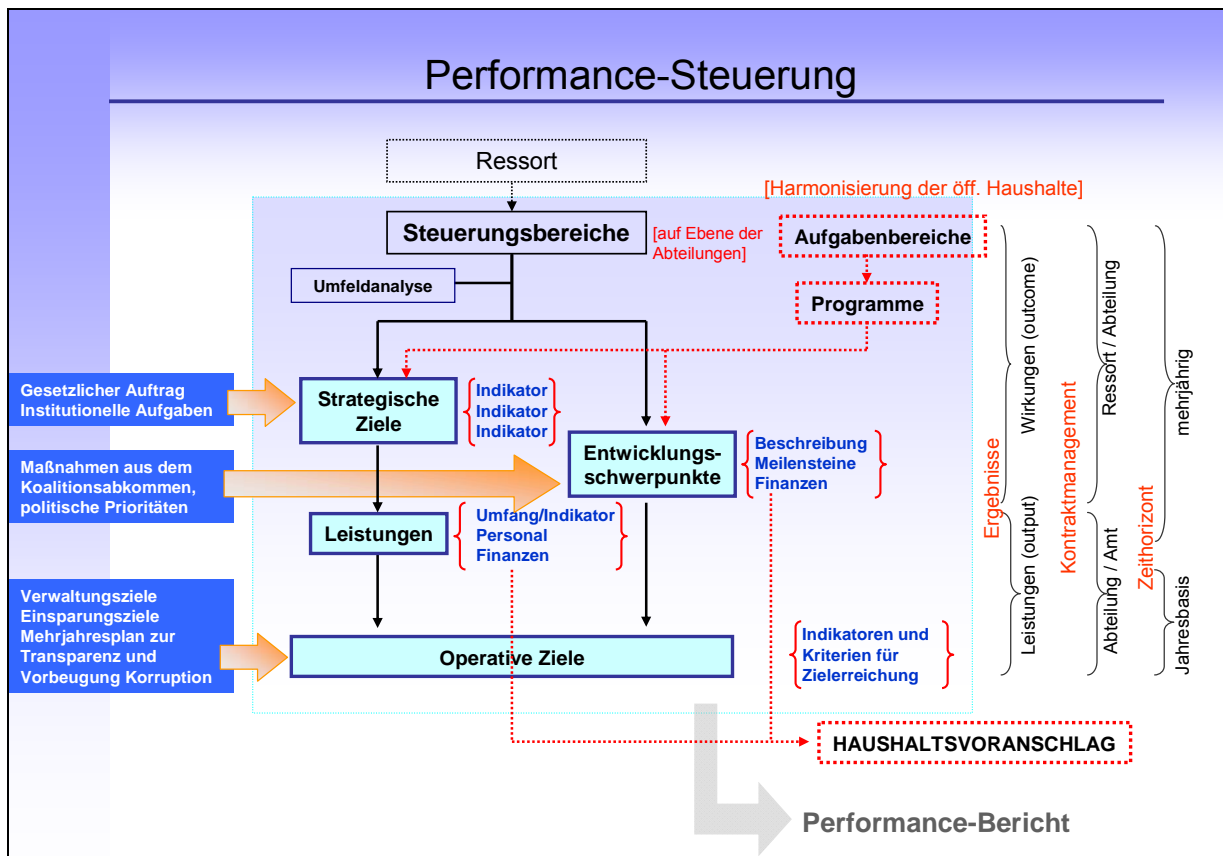 Performance-Steuerung
Ressort
[Harmonisierung der öff. Haushalte]
Steuerungsbereiche
[auf Ebene der
Abteilungen]
Aufgabenbereiche
Umfeldanalyse
Programme
Gesetzlicher Auftrag
Institutionelle Aufgaben
Strategische
Ziele
Indikator
Indikator
Indikator
Maßnahmen aus dem
Koalitionsabkommen,
politische Prioritäten
Entwicklungs-
schwerpunkte
Beschreibung
Meilensteine
Finanzen
Leistungen
Umfang/Indikator
Personal
Finanzen
Verwaltungsziele
Einsparungsziele
Mehrjahresplan zur
Transparenz und
Vorbeugung Korruption
Operative Ziele
Indikatoren und
Kriterien für
Zielerreichung
Ergebnisse
Wirkungen (outcome)
Leistungen (output)
Kontraktmanagement
Ressort / Abteilung
Abteilung / Amt
Zeithorizont
mehrjährig
Jahresbasis
HAUSHALTSVORANSCHLAG
Performance-Bericht